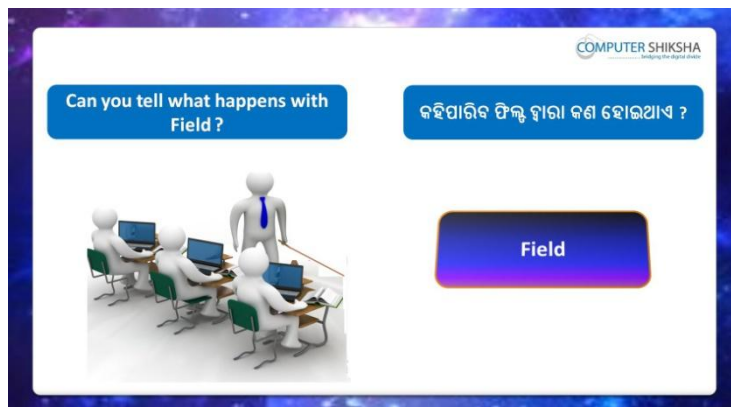 COMPUTER SHIKSHA
bridging the digital divide
Can you tell what happens with
Field ?
କହିପାରିବ ଫିଲ୍ଡ ଦ୍ୱାରା କଣ ହୋଇଥାଏ ?
Field